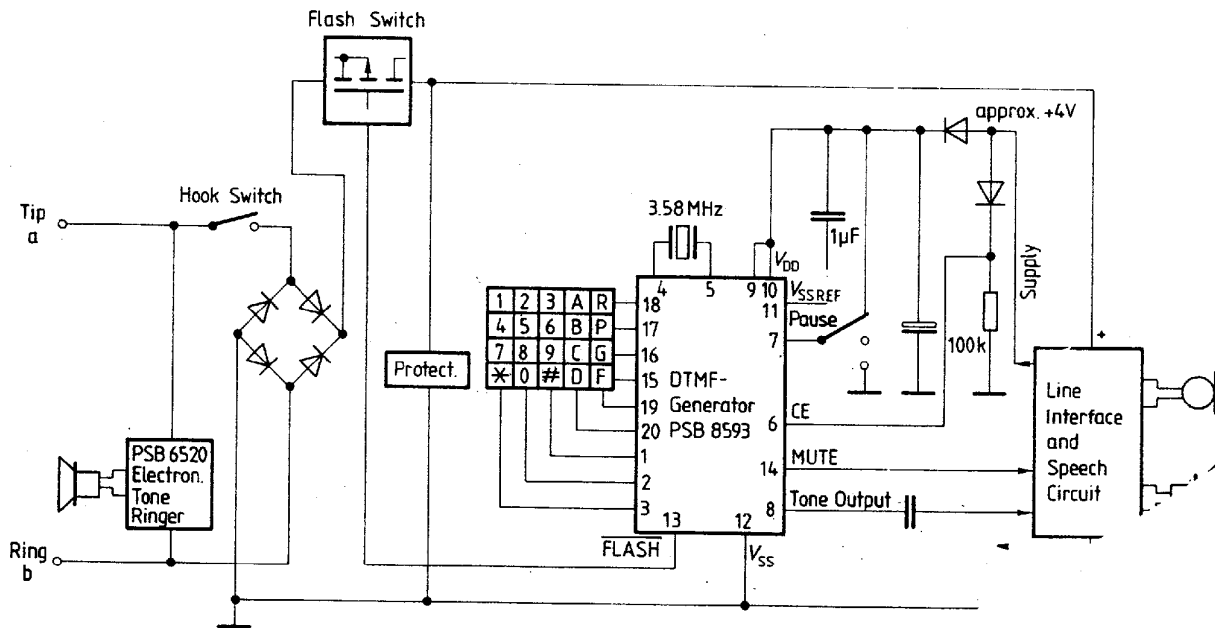 Flash Switch
approx. +4V
Hook Switch
Tip
a
3.58 MHz
1µF
Supply
100k
V_DD
4 5 9 10
V_SSREF
11
Pause
7
1 2 3 A R
4 5 6 B P
7 8 9 C G
* 0 # D F
18
17
16
15
19
20
1
2
3
DTMF-
Generator
PSB 8593
6
CE
14
MUTE
8
Tone Output
13 12
FLASH
V_SS
Protect.
+
Line
Interface
and
Speech
Circuit
PSB 6520
Electron.
Tone
Ringer
Ring
b